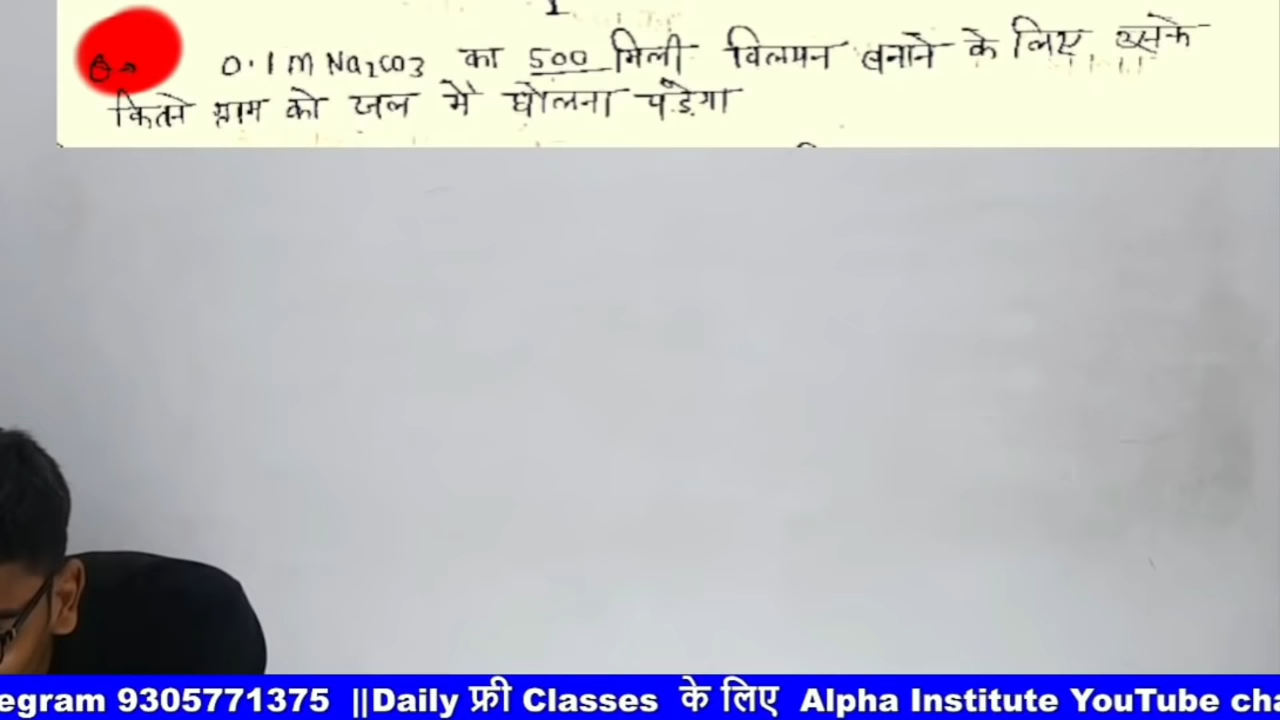 0.1 m Na₂CO3 का 500 मिली विलयन बनाने के लिए उसके
कितने ग्राम को जल में घोलना पड़ेगा
egram 9305771375 ||Daily फ्री Classes के लिए Alpha Institute YouTube cha